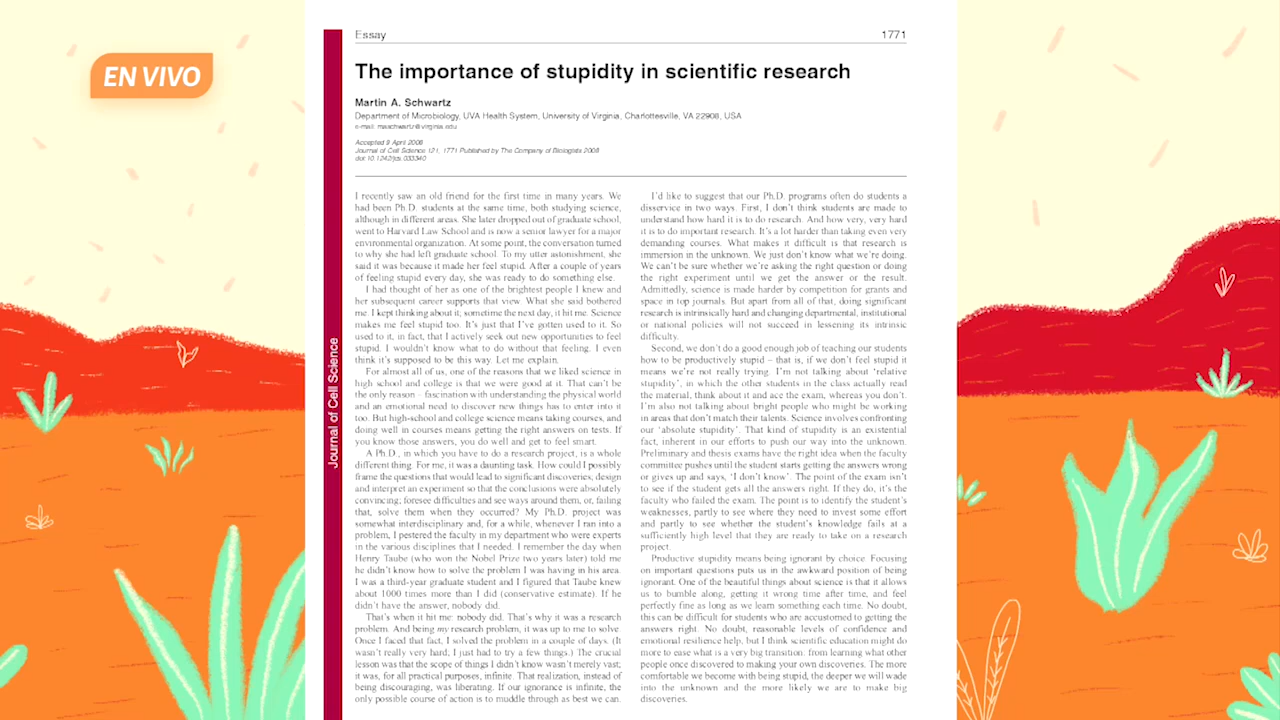 EN VIVO
Essay
1771
The importance of stupidity in scientific research
Martin A. Schwartz
Department of Microbiology, UVA Health System, University of Virginia, Charlottesville, VA 22908, USA
e-mail: maschwartz@virginia.edu
Accepted 9 April 2008
Journal of Cell Science 121, 1771 Published by The Company of Biologists 2008
doi:10.1242/jcs.033340
Journal of Cell Science
I recently saw an old friend for the first time in many years. We
had been Ph.D. students at the same time, both studying science,
although in different areas. She later dropped out of graduate school,
went to Harvard Law School and is now a senior lawyer for a major
environmental organization. At some point, the conversation turned
to why she had left graduate school. To my utter astonishment, she
said it was because it made her feel stupid. After a couple of years
of feeling stupid every day, she was ready to do something else.
I had thought of her as one of the brightest people I knew and
her subsequent career supports that view. What she said bothered
me. I kept thinking about it; sometime the next day, it hit me. Science
makes me feel stupid too. It's just that I've gotten used to it. So
used to it, in fact, that I actively seek out new opportunities to feel
stupid. I wouldn't know what to do without that feeling. I even
think it's supposed to be this way. Let me explain.
For almost all of us, one of the reasons that we liked science in
high school and college is that we were good at it. That can't be
the only reason – fascination with understanding the physical world
and an emotional need to discover new things has to enter into it
too. But high-school and college science means taking courses, and
doing well in courses means getting the right answers on tests. If
you know those answers, you do well and get to feel smart.
A Ph.D., in which you have to do a research project, is a whole
different thing. For me, it was a daunting task. How could I possibly
frame the questions that would lead to significant discoveries; design
and interpret an experiment so that the conclusions were absolutely
convincing; foresee difficulties and see ways around them, or, failing
that, solve them when they occurred? My Ph.D. project was
somewhat interdisciplinary and, for a while, whenever I ran into a
problem, I pestered the faculty in my department who were experts
in the various disciplines that I needed. I remember the day when
Henry Taube (who won the Nobel Prize two years later) told me
he didn't know how to solve the problem I was having in his area.
I was a third-year graduate student and I figured that Taube knew
about 1000 times more than I did (conservative estimate). If he
didn't have the answer, nobody did.
That's when it hit me: nobody did. That's why it was a research
problem. And being my research problem, it was up to me to solve.
Once I faced that fact, I solved the problem in a couple of days. (It
wasn't really very hard; I just had to try a few things.) The crucial
lesson was that the scope of things I didn't know wasn't merely vast;
it was, for all practical purposes, infinite. That realization, instead of
being discouraging, was liberating. If our ignorance is infinite, the
only possible course of action is to muddle through as best we can.
I'd like to suggest that our Ph.D. programs often do students a
disservice in two ways. First, I don't think students are made to
understand how hard it is to do research. And how very, very hard
it is to do important research. It's a lot harder than taking even very
demanding courses. What makes it difficult is that research is
immersion in the unknown. We just don't know what we're doing.
We can't be sure whether we're asking the right question or doing
the right experiment until we get the answer or the result.
Admittedly, science is made harder by competition for grants and
space in top journals. But apart from all of that, doing significant
research is intrinsically hard and changing departmental, institutional
or national policies will not succeed in lessening its intrinsic
difficulty.
Second, we don't do a good enough job of teaching our students
how to be productively stupid – that is, if we don't feel stupid it
means we're not really trying. I'm not talking about 'relative
stupidity', in which the other students in the class actually read
the material, think about it and ace the exam, whereas you don't.
I'm also not talking about bright people who might be working
in areas that don't match their talents. Science involves confronting
our 'absolute stupidity'. That kind of stupidity is an existential
fact, inherent in our efforts to push our way into the unknown.
Preliminary and thesis exams have the right idea when the faculty
committee pushes until the student starts getting the answers wrong
or gives up and says, 'I don't know'. The point of the exam isn't
to see if the student gets all the answers right. If they do, it's the
faculty who failed the exam. The point is to identify the student's
weaknesses, partly to see where they need to invest some effort
and partly to see whether the student's knowledge fails at a
sufficiently high level that they are ready to take on a research
project.
Productive stupidity means being ignorant by choice. Focusing
on important questions puts us in the awkward position of being
ignorant. One of the beautiful things about science is that it allows
us to bumble along, getting it wrong time after time, and feel
perfectly fine as long as we learn something each time. No doubt,
this can be difficult for students who are accustomed to getting the
answers right. No doubt, reasonable levels of confidence and
emotional resilience help, but I think scientific education might do
more to ease what is a very big transition: from learning what other
people once discovered to making your own discoveries. The more
comfortable we become with being stupid, the deeper we will wade
into the unknown and the more likely we are to make big
discoveries.